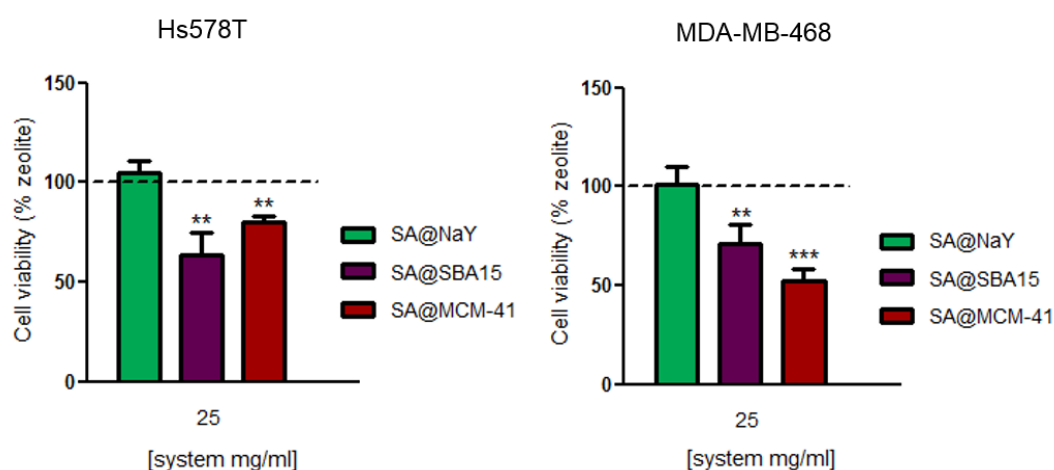 Hs578T
Cell viability (% zeolite)
150
100
50
0
**
**
SA@NaY
SA@SBA15
SA@MCM-41
25
[system mg/ml]
MDA-MB-468
Cell viability (% zeolite)
150
100
50
0
**
***
SA@NaY
SA@SBA15
SA@MCM-41
25
[system mg/ml]